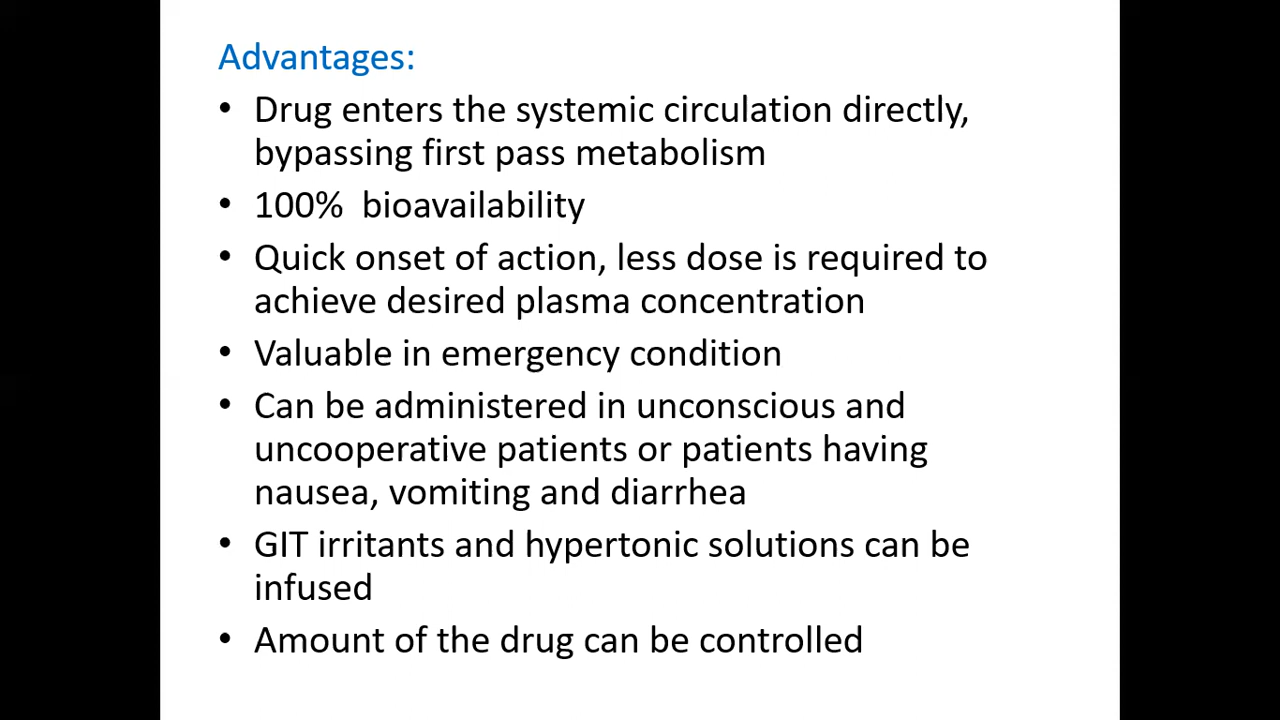 Advantages:
• Drug enters the systemic circulation directly,
bypassing first pass metabolism
• 100%  bioavailability
• Quick onset of action, less dose is required to
achieve desired plasma concentration
• Valuable in emergency condition
• Can be administered in unconscious and
uncooperative patients or patients having
nausea, vomiting and diarrhea
• GIT irritants and hypertonic solutions can be
infused
• Amount of the drug can be controlled